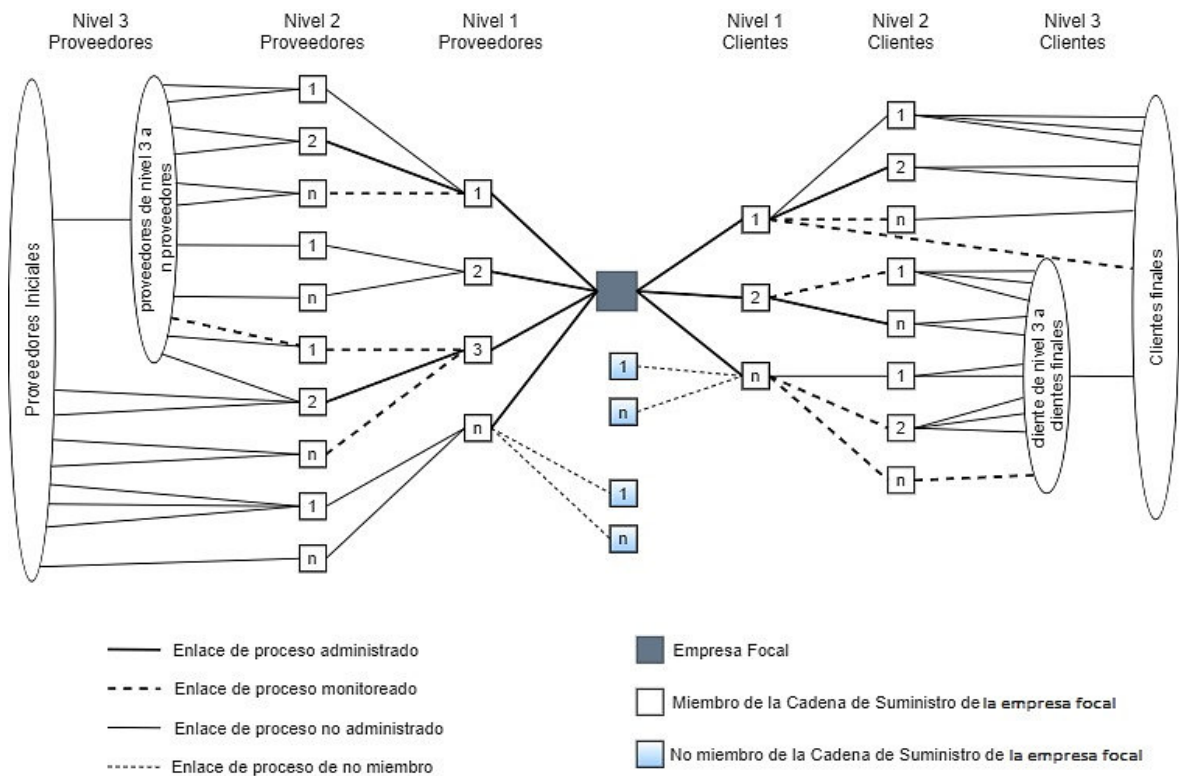 Nivel 3
Proveedores
Nivel 2
Proveedores
Nivel 1
Proveedores
Nivel 1
Clientes
Nivel 2
Clientes
Nivel 3
Clientes
Proveedores Iniciales
proveedores de nivel 3 a
n proveedores
1
2
n
1
n
1
2
n
1
n
1
2
3
n
1
n
1
n
1
2
n
1
2
n
1
n
1
2
n
diente de nivel 3 a
dientes finales
Clientes finales
Enlace de proceso administrado
Enlace de proceso monitoreado
Enlace de proceso no administrado
Enlace de proceso de no miembro
Empresa Focal
Miembro de la Cadena de Suministro de la empresa focal
No miembro de la Cadena de Suministro de la empresa focal